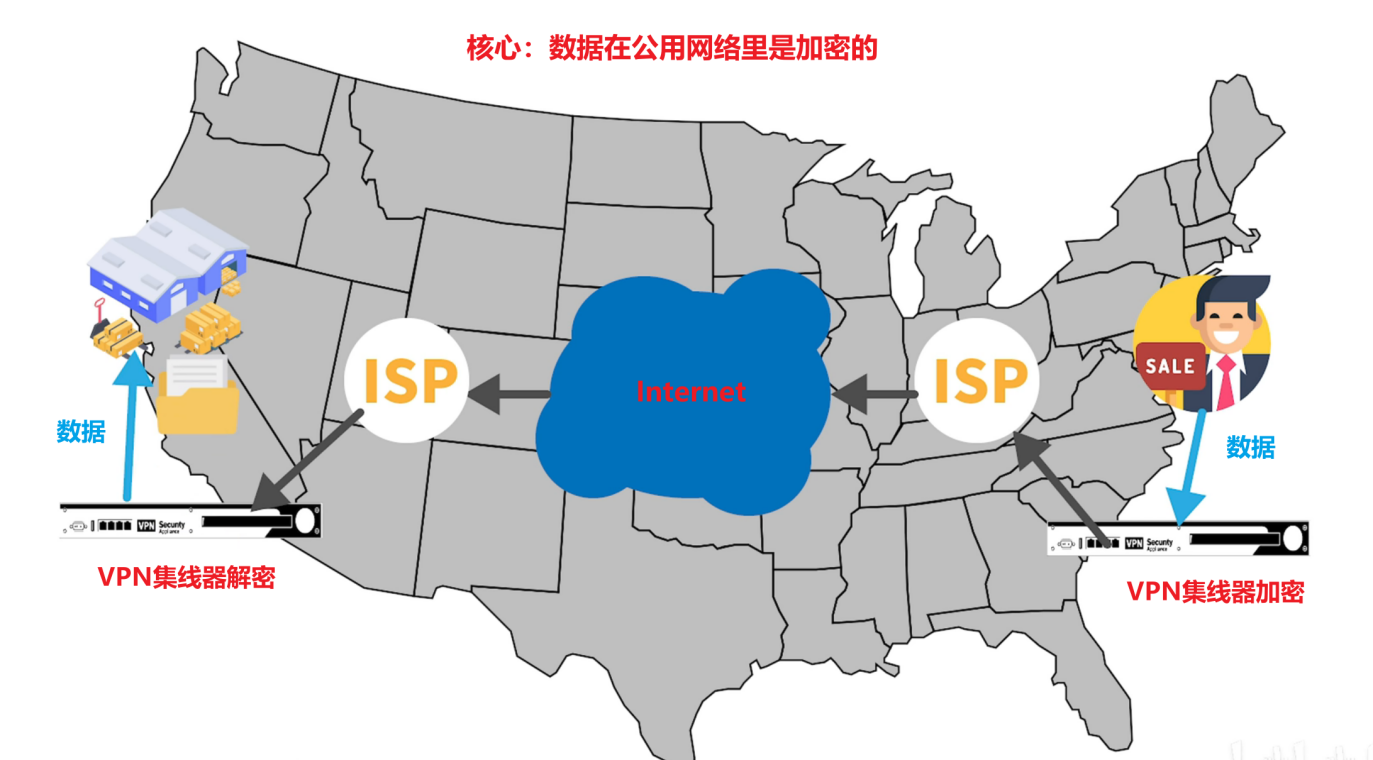 核心：数据在公用网络里是加密的
ISP
Internet
ISP
SALE
数据
数据
VPN Security Appliance
VPN Security Appliance
VPN集线器解密
VPN集线器加密